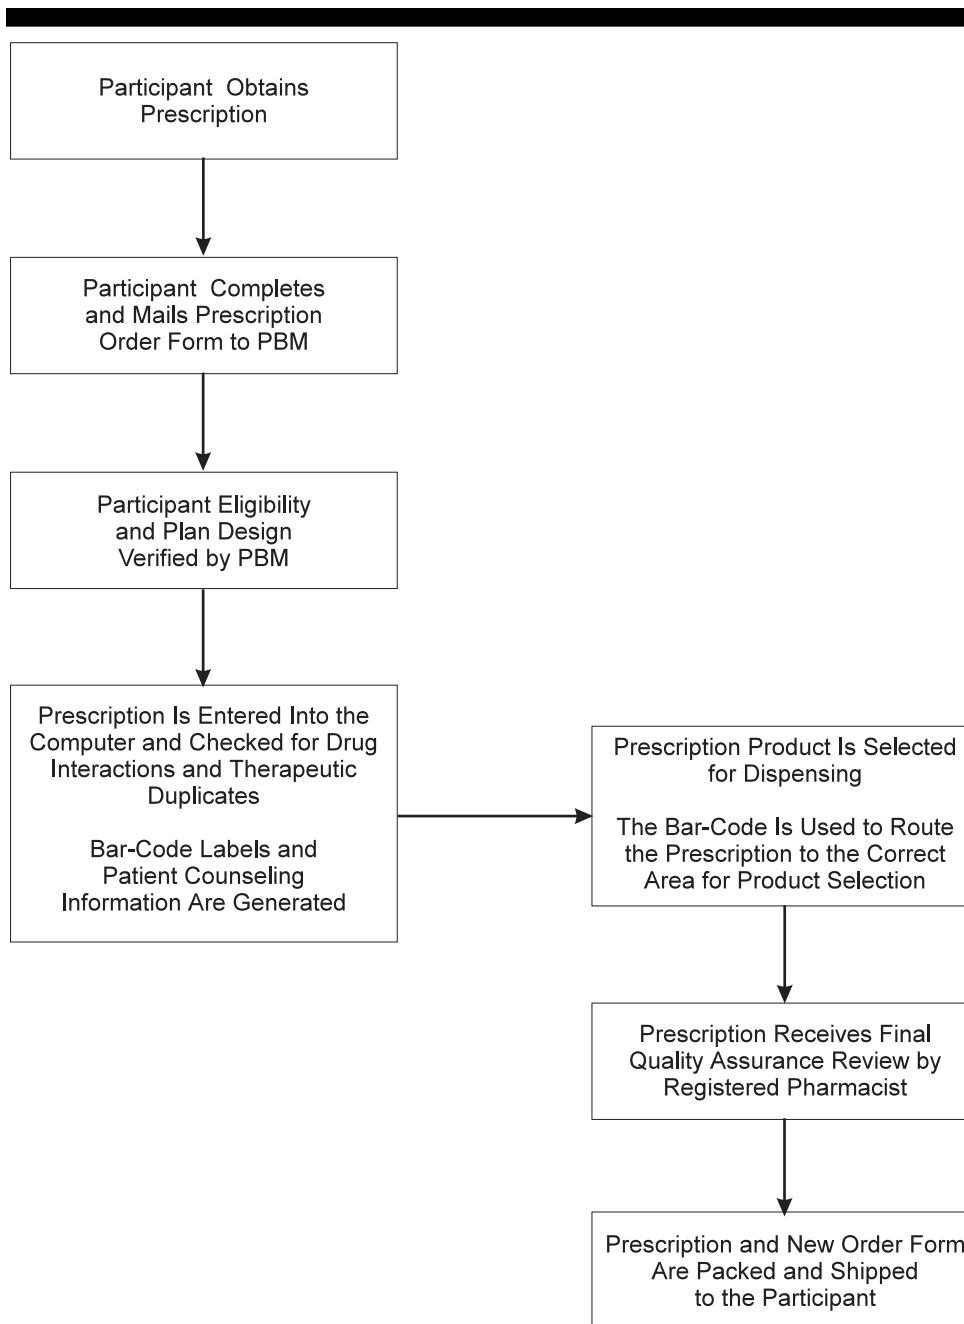 Participant Obtains
Prescription
Participant Completes
and Mails Prescription
Order Form to PBM
Participant Eligibility
and Plan Design
Verified by PBM
Prescription Is Entered Into the
Computer and Checked for Drug
Interactions and Therapeutic
Duplicates
Bar-Code Labels and
Patient Counseling
Information Are Generated
Prescription Product Is Selected
for Dispensing
The Bar-Code Is Used to Route
the Prescription to the Correct
Area for Product Selection
Prescription Receives Final
Quality Assurance Review by
Registered Pharmacist
Prescription and New Order Form
Are Packed and Shipped
to the Participant